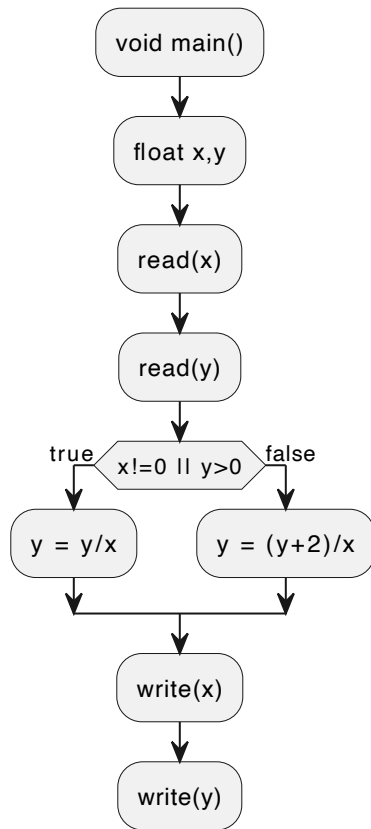 void main()
float x,y
read(x)
read(y)
true
x!=0 || y>0
false
y = y/x
y = (y+2)/x
write(x)
write(y)